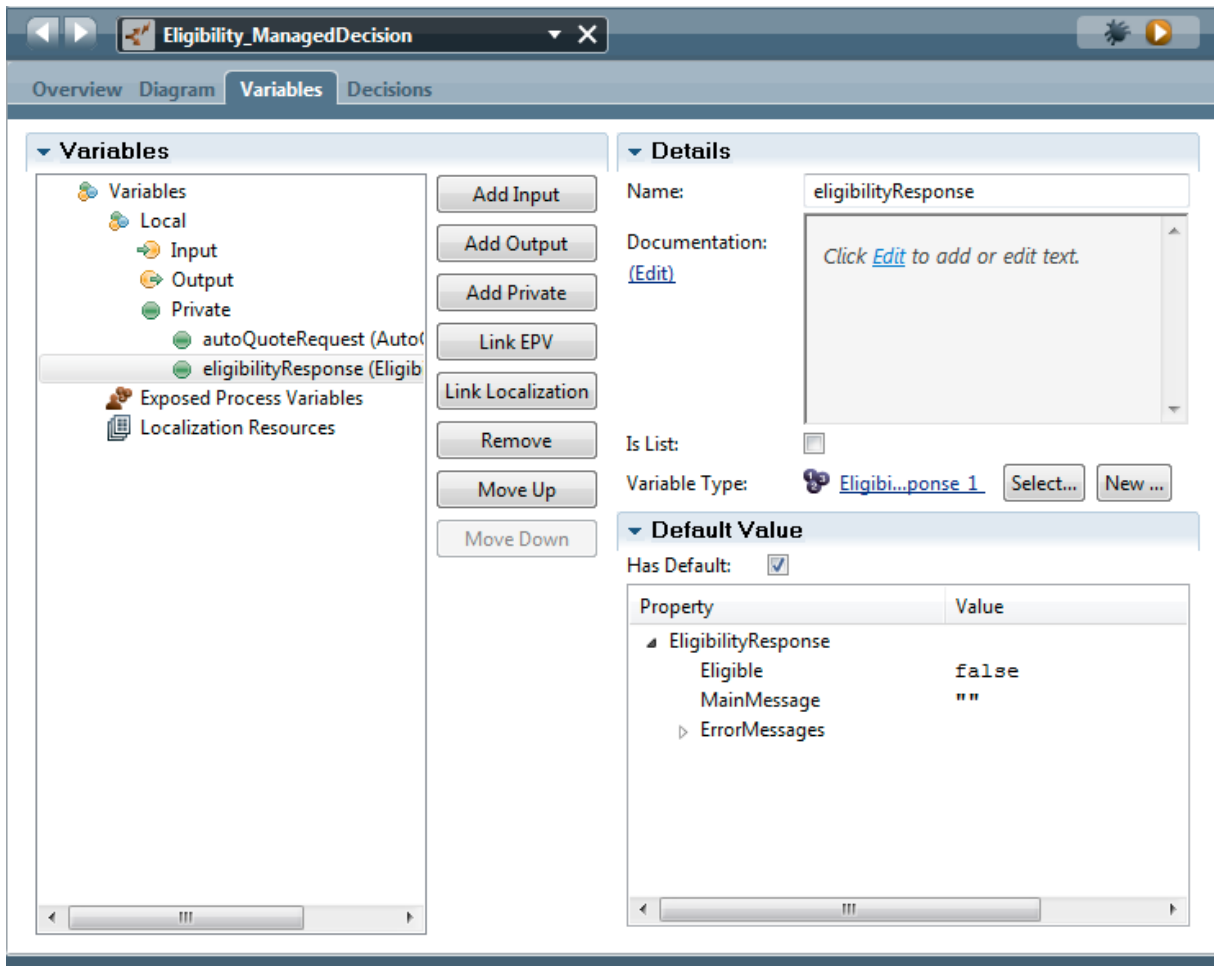 Eligibility_ManagedDecision
Overview Diagram Variables Decisions
Variables
Variables
Local
Input
Output
Private
autoQuoteRequest (Auto
eligibilityResponse (Eligib
Exposed Process Variables
Localization Resources
Add Input
Add Output
Add Private
Link EPV
Link Localization
Remove
Move Up
Move Down
Details
Name: eligibilityResponse
Documentation:
(Edit)
Click Edit to add or edit text.
Is List:
Variable Type: Eligibi...ponse 1 Select... New ...
Default Value
Has Default:
Property Value
EligibilityResponse
Eligible false
MainMessage ""
ErrorMessages